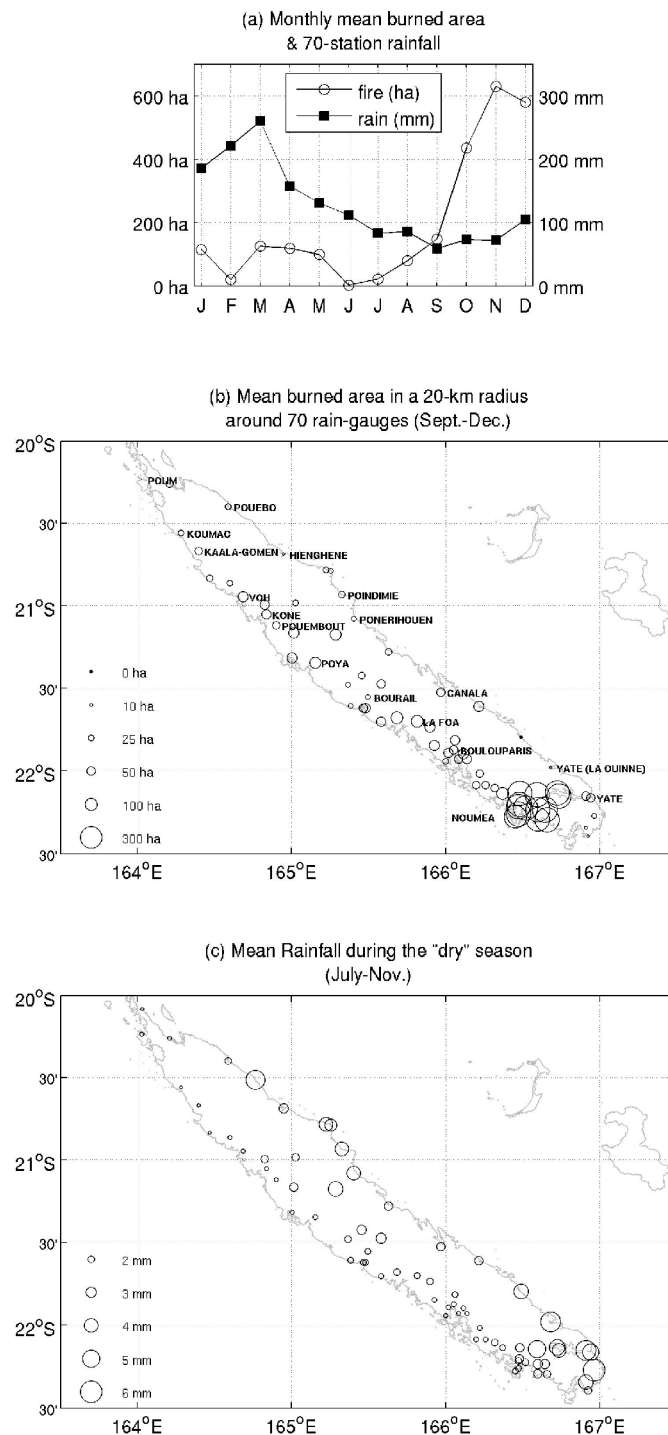 (a) Monthly mean burned area
& 70-station rainfall
600 ha
400 ha
200 ha
0 ha
fire (ha)
rain (mm)
300 mm
200 mm
100 mm
0 mm
J F M A M J J A S O N D
(b) Mean burned area in a 20-km radius
around 70 rain-gauges (Sept.-Dec.)
20°S
30'
21°S
30'
22°S
30'
POUM
POUEBO
KOUMAC
KAALA-GOMEN
HIENGHENE
VOH
POINDIMIE
KONE
PONERIHOUEN
POUEMBOUT
POYA
BOURAIL
CANALA
LA FOA
BOULOUPARIS
YATE (LA OUINNE)
NOUMEA
YATE
0 ha
10 ha
25 ha
50 ha
100 ha
300 ha
164°E 165°E 166°E 167°E
(c) Mean Rainfall during the "dry" season
(July-Nov.)
20°S
30'
21°S
30'
22°S
30'
2 mm
3 mm
4 mm
5 mm
6 mm
164°E 165°E 166°E 167°E